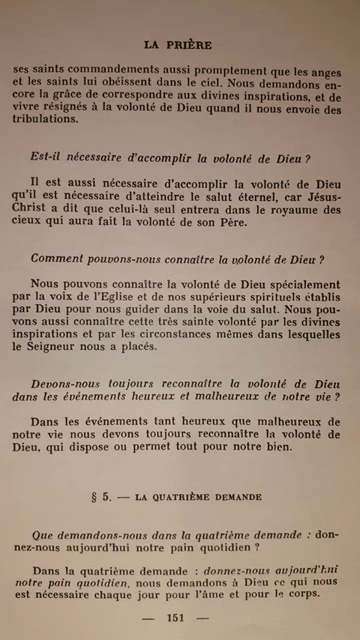 LA PRIÈRE
ses saints commandements aussi promptement que les anges
et les saints lui obéissent dans le ciel. Nous demandons en-
core la grâce de correspondre aux divines inspirations, et de
vivre résignés à la volonté de Dieu quand il nous envoie des
tribulations.
Est-il nécessaire d'accomplir la volonté de Dieu ?
Il est aussi nécessaire d'accomplir la volonté de Dieu
qu'il est nécessaire d'atteindre le salut éternel, car Jésus-
Christ a dit que celui-là seul entrera dans le royaume des
cieux qui aura fait la volonté de son Père.
Comment pouvons-nous connaître la volonté de Dieu ?
Nous pouvons connaître la volonté de Dieu spécialement
par la voix de l'Eglise et de nos supérieurs spirituels établis
par Dieu pour nous guider dans la voie du salut. Nous pou-
vons aussi connaître cette très sainte volonté par les divines
inspirations et par les circonstances mêmes dans lesquelles
le Seigneur nous a placés.
Devons-nous toujours reconnaître la volonté de Dieu
dans les événements heureux et malheureux de notre vie ?
Dans les événements tant heureux que malheureux de
notre vie nous devons toujours reconnaître la volonté de
Dieu, qui dispose ou permet tout pour notre bien.
§ 5. — LA QUATRIÈME DEMANDE
Que demandons-nous dans la quatrième demande : don-
nez-nous aujourd'hui notre pain quotidien ?
Dans la quatrième demande : donnez-nous aujourd'hui
notre pain quotidien, nous demandons à Dieu ce qui nous
est nécessaire chaque jour pour l'âme et pour le corps.
— 151 —